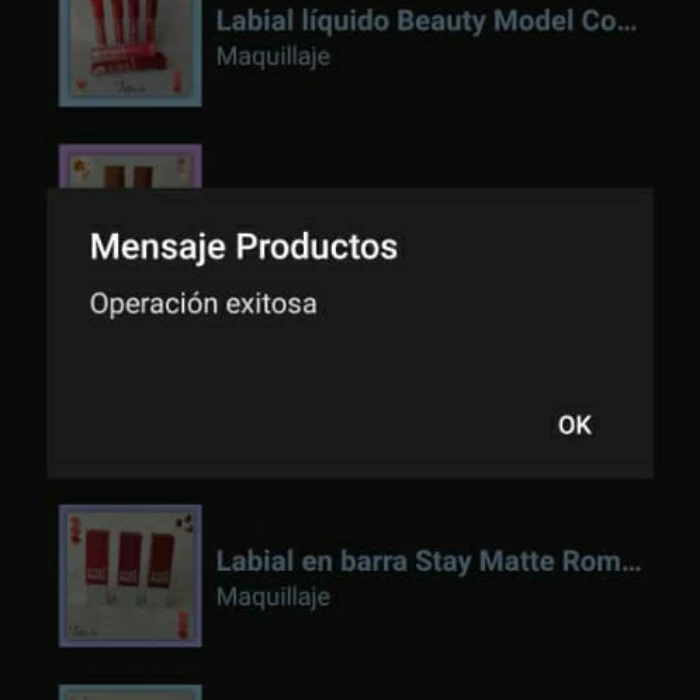 Labial líquido Beauty Model Co...
Maquillaje
Mensaje Productos
Operación exitosa
OK
Labial en barra Stay Matte Rom...
Maquillaje